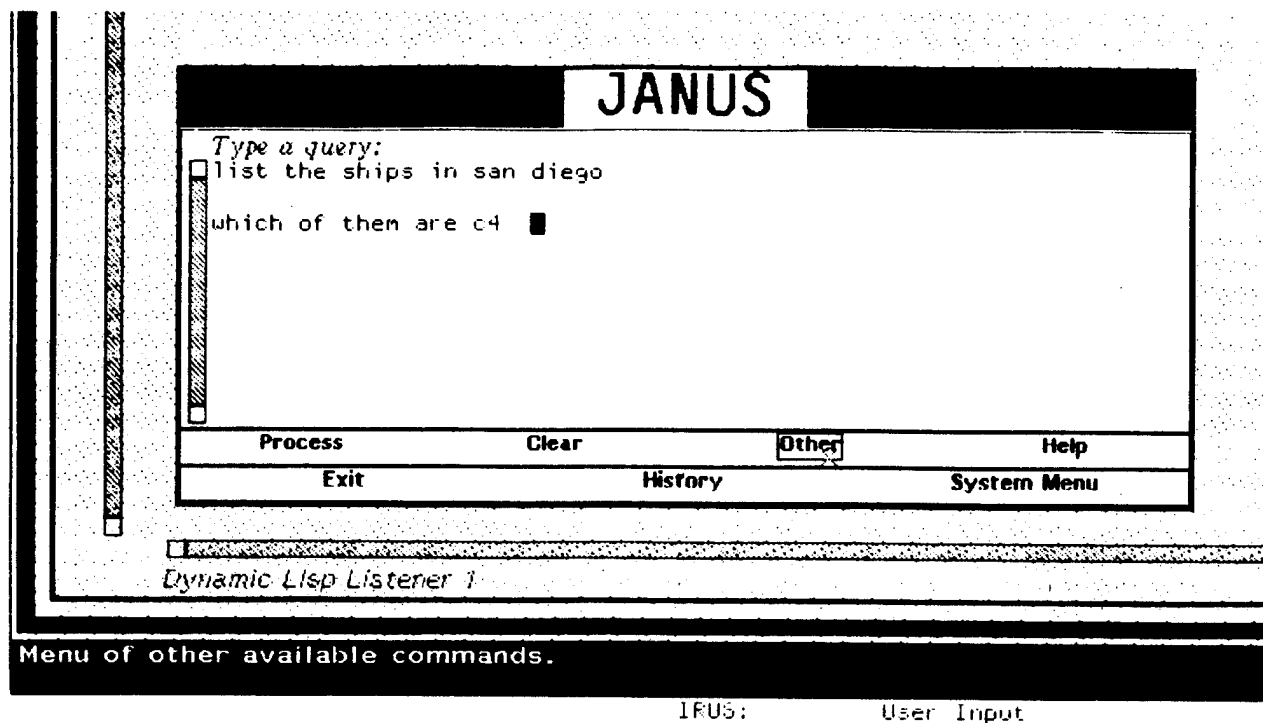 JANUS
Type a query:
list the ships in san diego
which of them are c4
Process Clear Other Help
Exit History System Menu
Dynamic Lisp Listener 1
Menu of other available commands.
IRUS: User Input